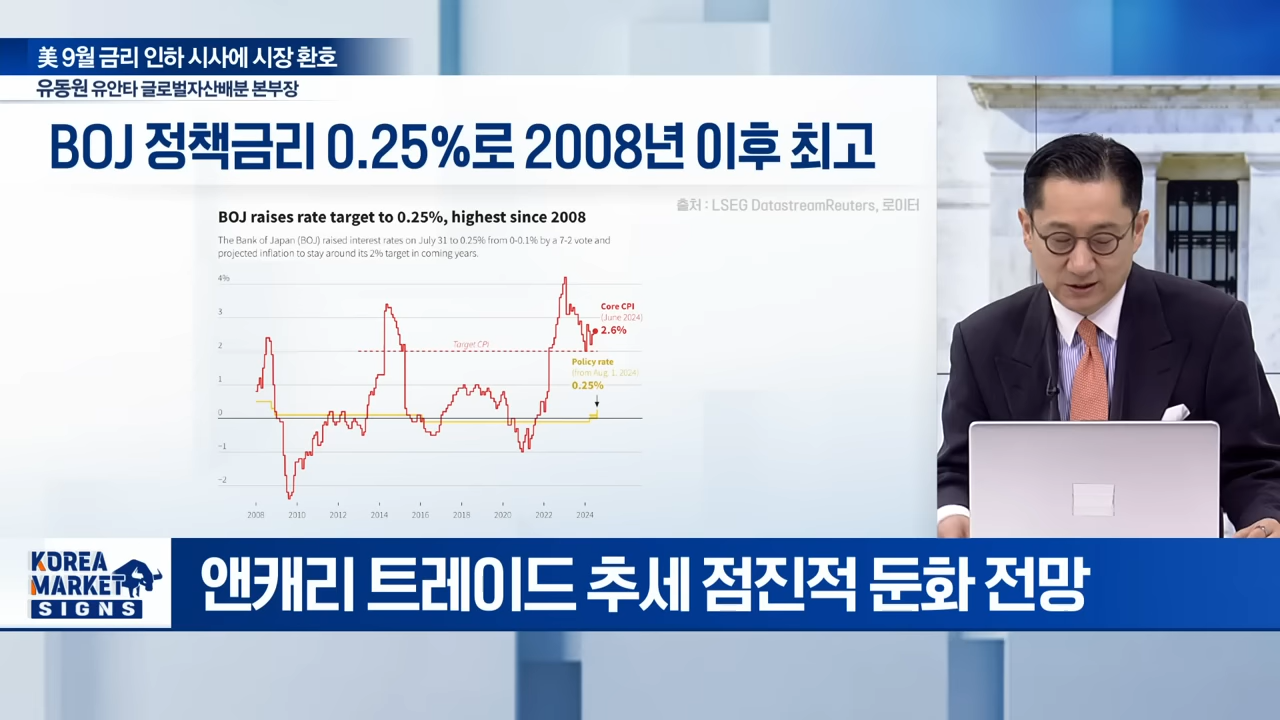 美 9월 금리 인하 시사에 시장 환호
유동원 유안타 글로벌자산배분 본부장
BOJ 정책금리 0.25%로 2008년 이후 최고
출처 : LSEG DatastreamReuters, 로이터
BOJ raises rate target to 0.25%, highest since 2008
The Bank of Japan (BOJ) raised interest rates on July 31 to 0.25% from 0-0.1% by a 7-2 vote and
projected inflation to stay around its 2% target in coming years.
4%
3
2
1
0
−1
−2
Target CPI
Core CPI
(June 2024)
2.6%
Policy rate
(from Aug. 1, 2024)
0.25%
2008 2010 2012 2014 2016 2018 2020 2022 2024
KOREA
MARKET
SIGNS
앤캐리 트레이드 추세 점진적 둔화 전망